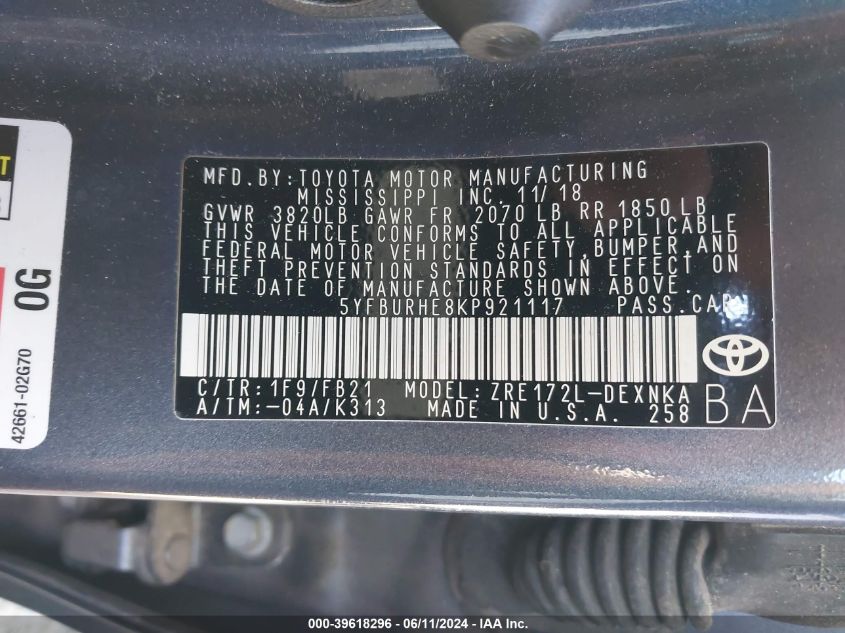 MFD. BY: TOYOTA MOTOR MANUFACTURING
MISSISSIPPI, INC. 11/18
GVWR 3820LB GAWR FR 2070 LB RR 1850 LB
THIS VEHICLE CONFORMS TO ALL APPLICABLE
FEDERAL MOTOR VEHICLE SAFETY, BUMPER, AND
THEFT PREVENTION STANDARDS IN EFFECT ON
THE DATE OF MANUFACTURE SHOWN ABOVE.
5YFBURHE8KP921117 PASS. CAR
C/TR: 1F9/FB21 MODEL: ZRE172L-DEXNKA
A/TM: -04A/K313 MADE IN U.S.A. 258
BA
0G
42661-02G70
000-39618296 - 06/11/2024 - IAA Inc.